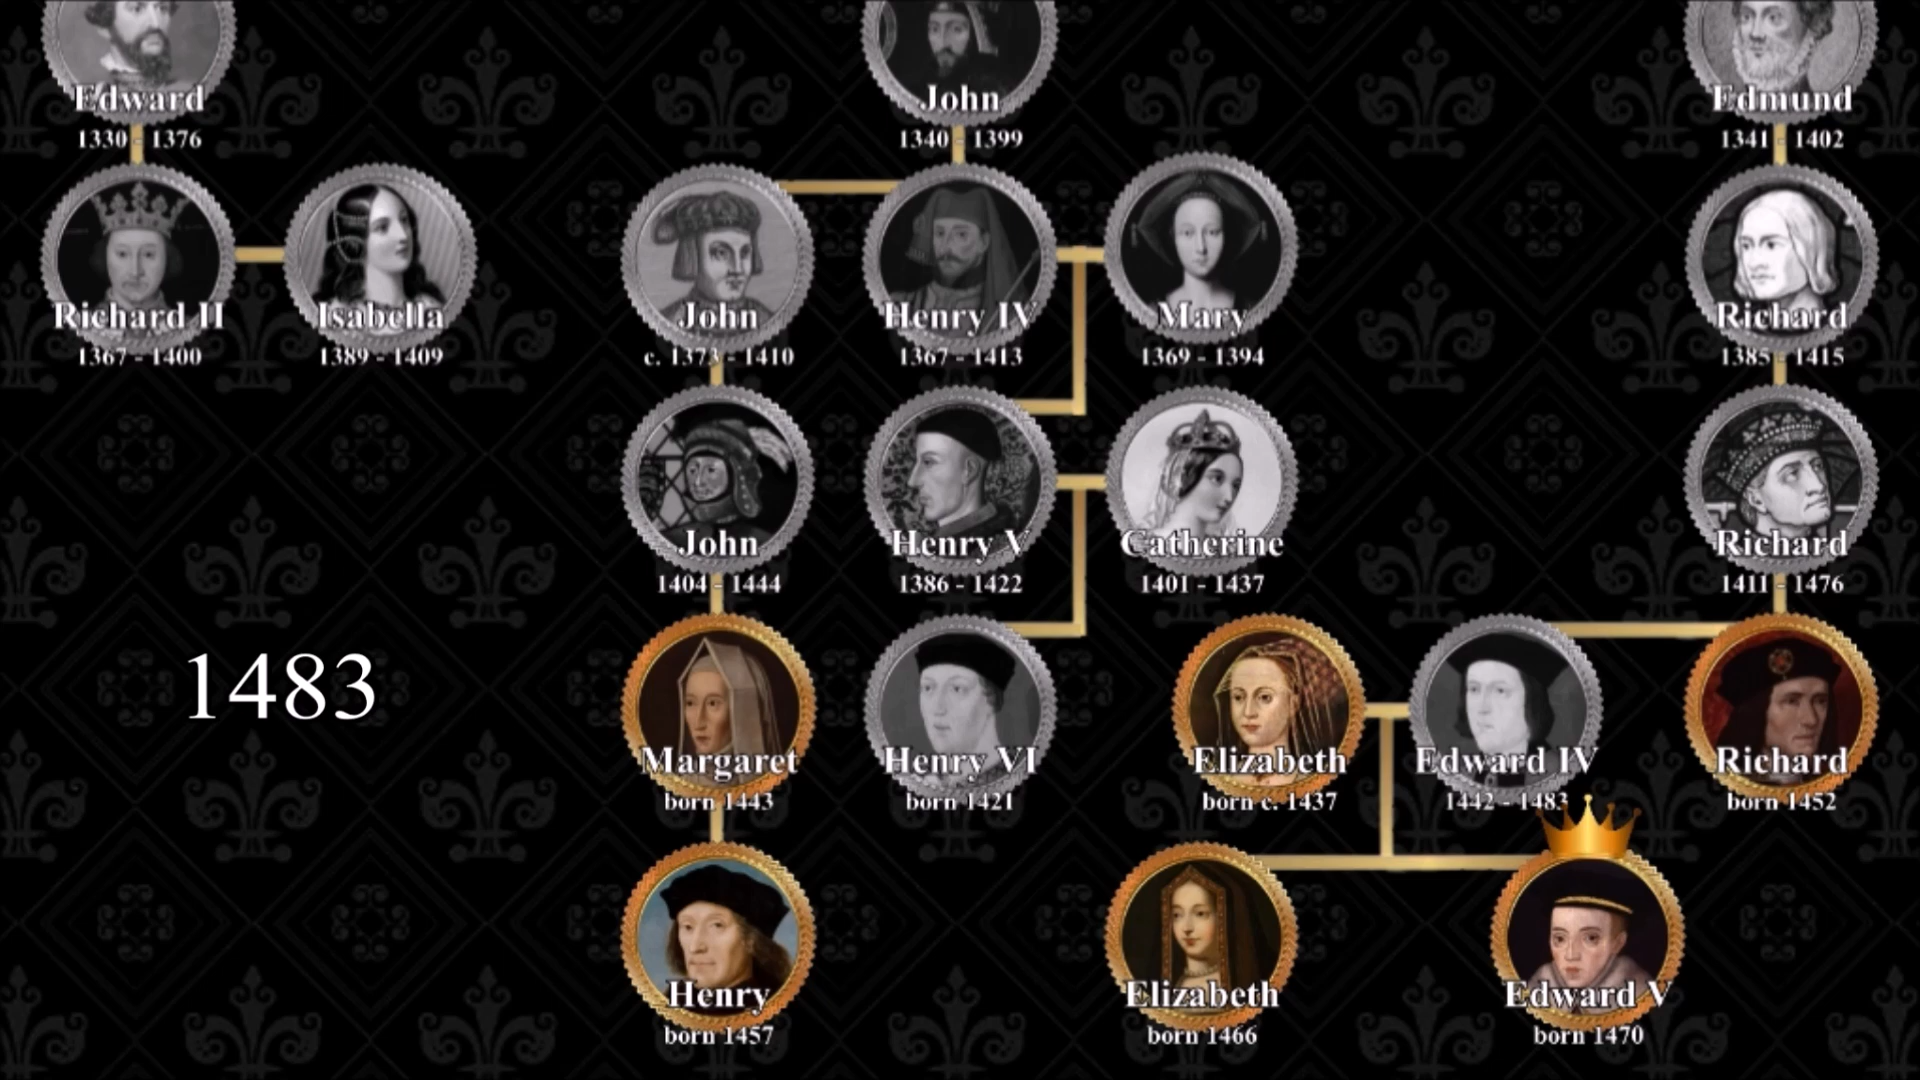 Edward
1330 - 1376
John
1340 - 1399
Edmund
1341 - 1402
Richard II
1367 - 1400
Isabella
1389 - 1409
John
c. 1373 - 1410
Henry IV
1367 - 1413
Mary
1369 - 1394
Richard
1385 - 1415
John
1404 - 1444
Henry V
1386 - 1422
Catherine
1401 - 1437
Richard
1411 - 1476
1483
Margaret
born 1443
Henry VI
born 1421
Elizabeth
born c. 1437
Edward IV
1442 - 1483
Richard
born 1452
Henry
born 1457
Elizabeth
born 1466
Edward V
born 1470